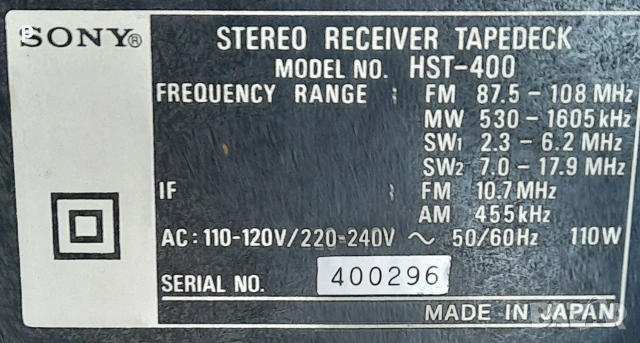 SONY®
STEREO RECEIVER TAPEDECK
MODEL NO. HST-400
FREQUENCY RANGE : FM 87.5 - 108 MHz
MW 530 - 1605 kHz
SW1 2.3 - 6.2 MHz
SW2 7.0 - 17.9 MHz
IF : FM 10.7 MHz
AM 455 kHz
AC: 110-120V/220-240V ~ 50/60Hz 110W
SERIAL NO. 400296
MADE IN JAPAN